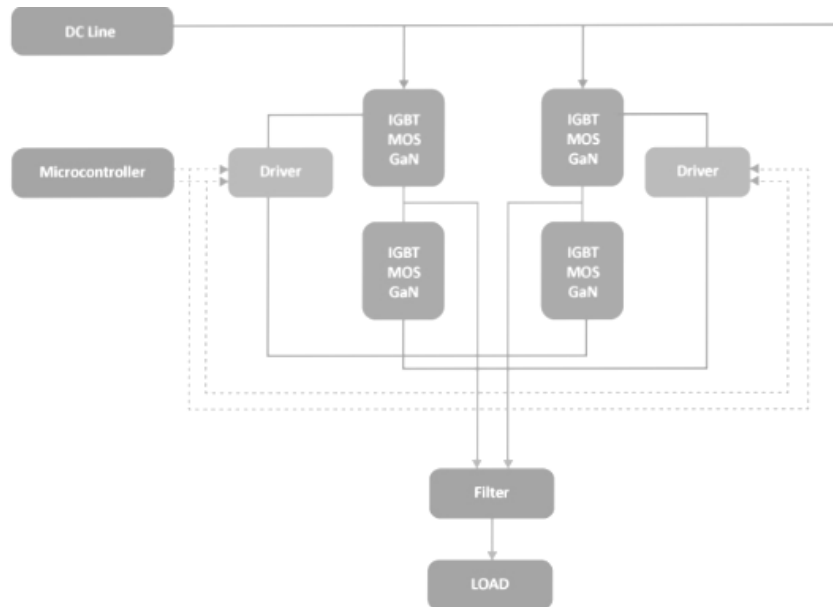 DC Line
IGBT
MOS
GaN
IGBT
MOS
GaN
Microcontroller
Driver
Driver
IGBT
MOS
GaN
IGBT
MOS
GaN
Filter
LOAD